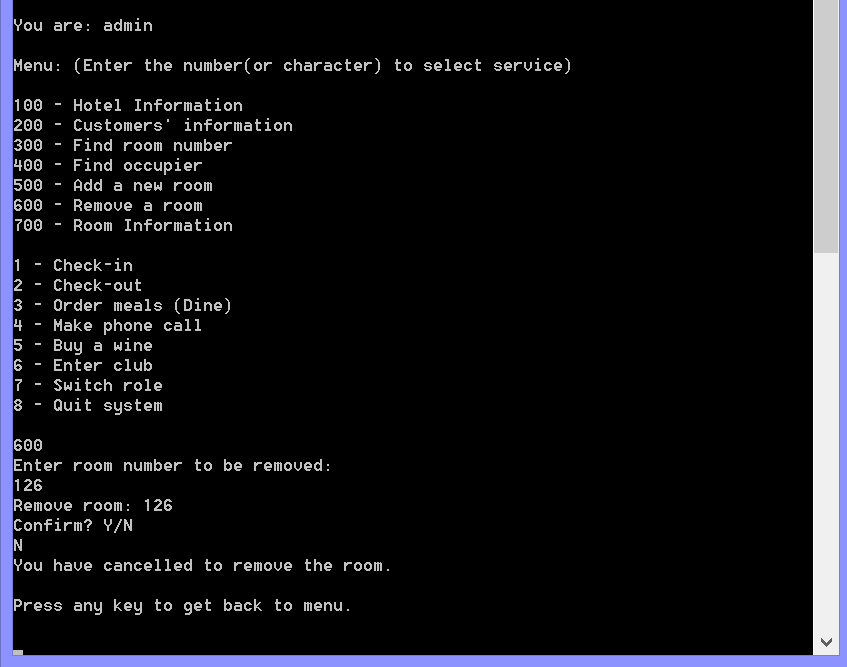 You are: admin
Menu: (Enter the number(or character) to select service)
100 - Hotel Information
200 - Customers' information
300 - Find room number
400 - Find occupier
500 - Add a new room
600 - Remove a room
700 - Room Information
1 - Check-in
2 - Check-out
3 - Order meals (Dine)
4 - Make phone call
5 - Buy a wine
6 - Enter club
7 - Switch role
8 - Quit system
600
Enter room number to be removed:
126
Remove room: 126
Confirm? Y/N
N
You have cancelled to remove the room.
Press any key to get back to menu.